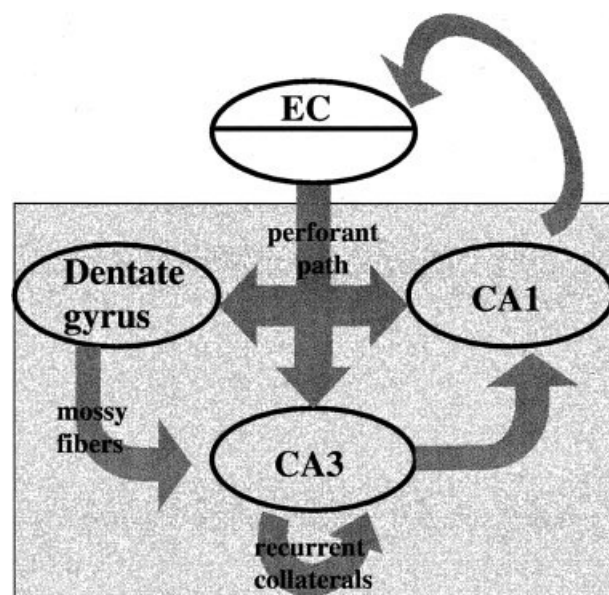 EC
perforant
path
Dentate
gyrus
CA1
mossy
fibers
CA3
recurrent
collaterals